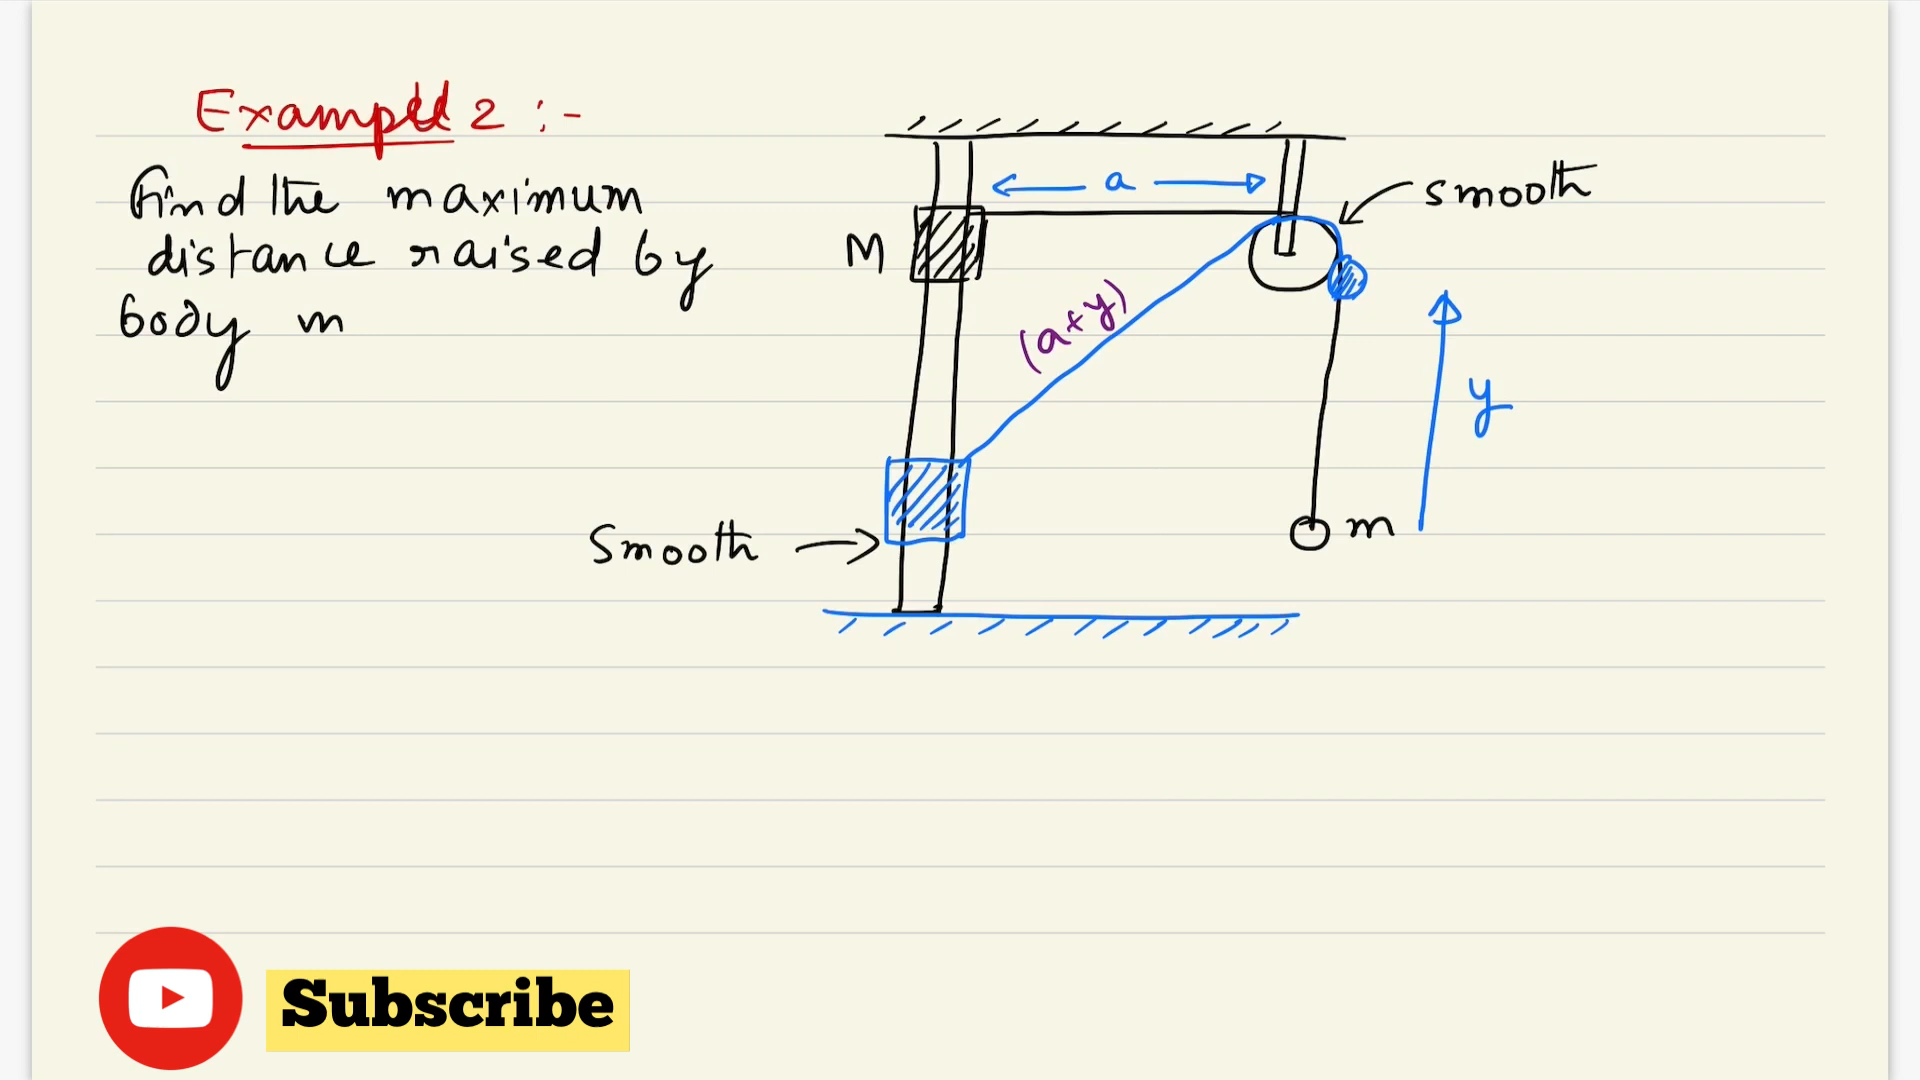 Example 2 :-
Find the maximum
distance raised by
body m
a
smooth
M
(a+y)
y
m
Smooth
Subscribe